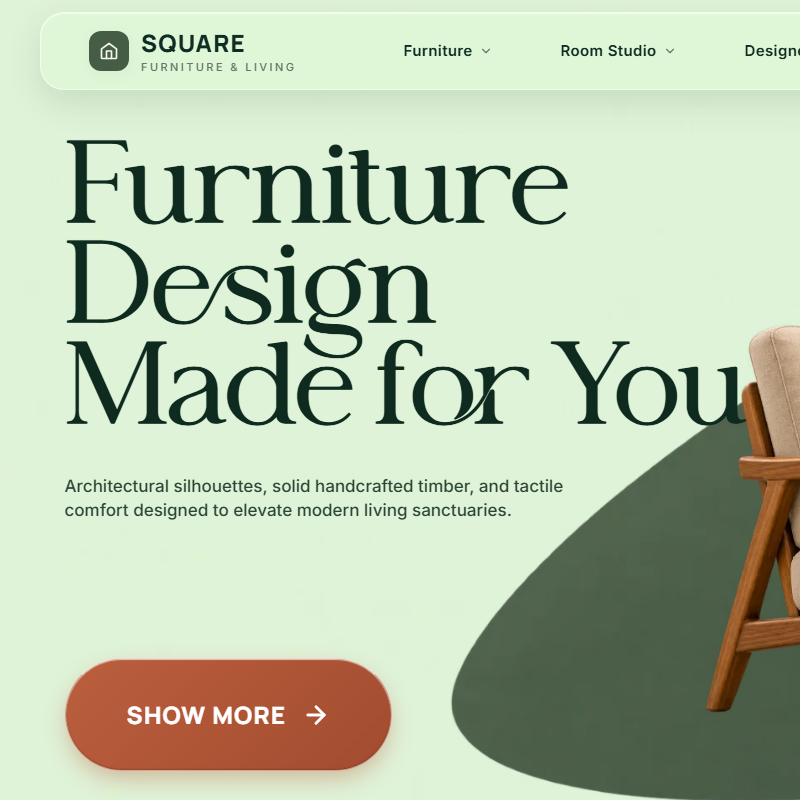 SQUARE
FURNITURE & LIVING
Furniture
Room Studio
Furniture
Design
Made for You
Architectural silhouettes, solid handcrafted timber, and tactile
comfort designed to elevate modern living sanctuaries.
SHOW MORE